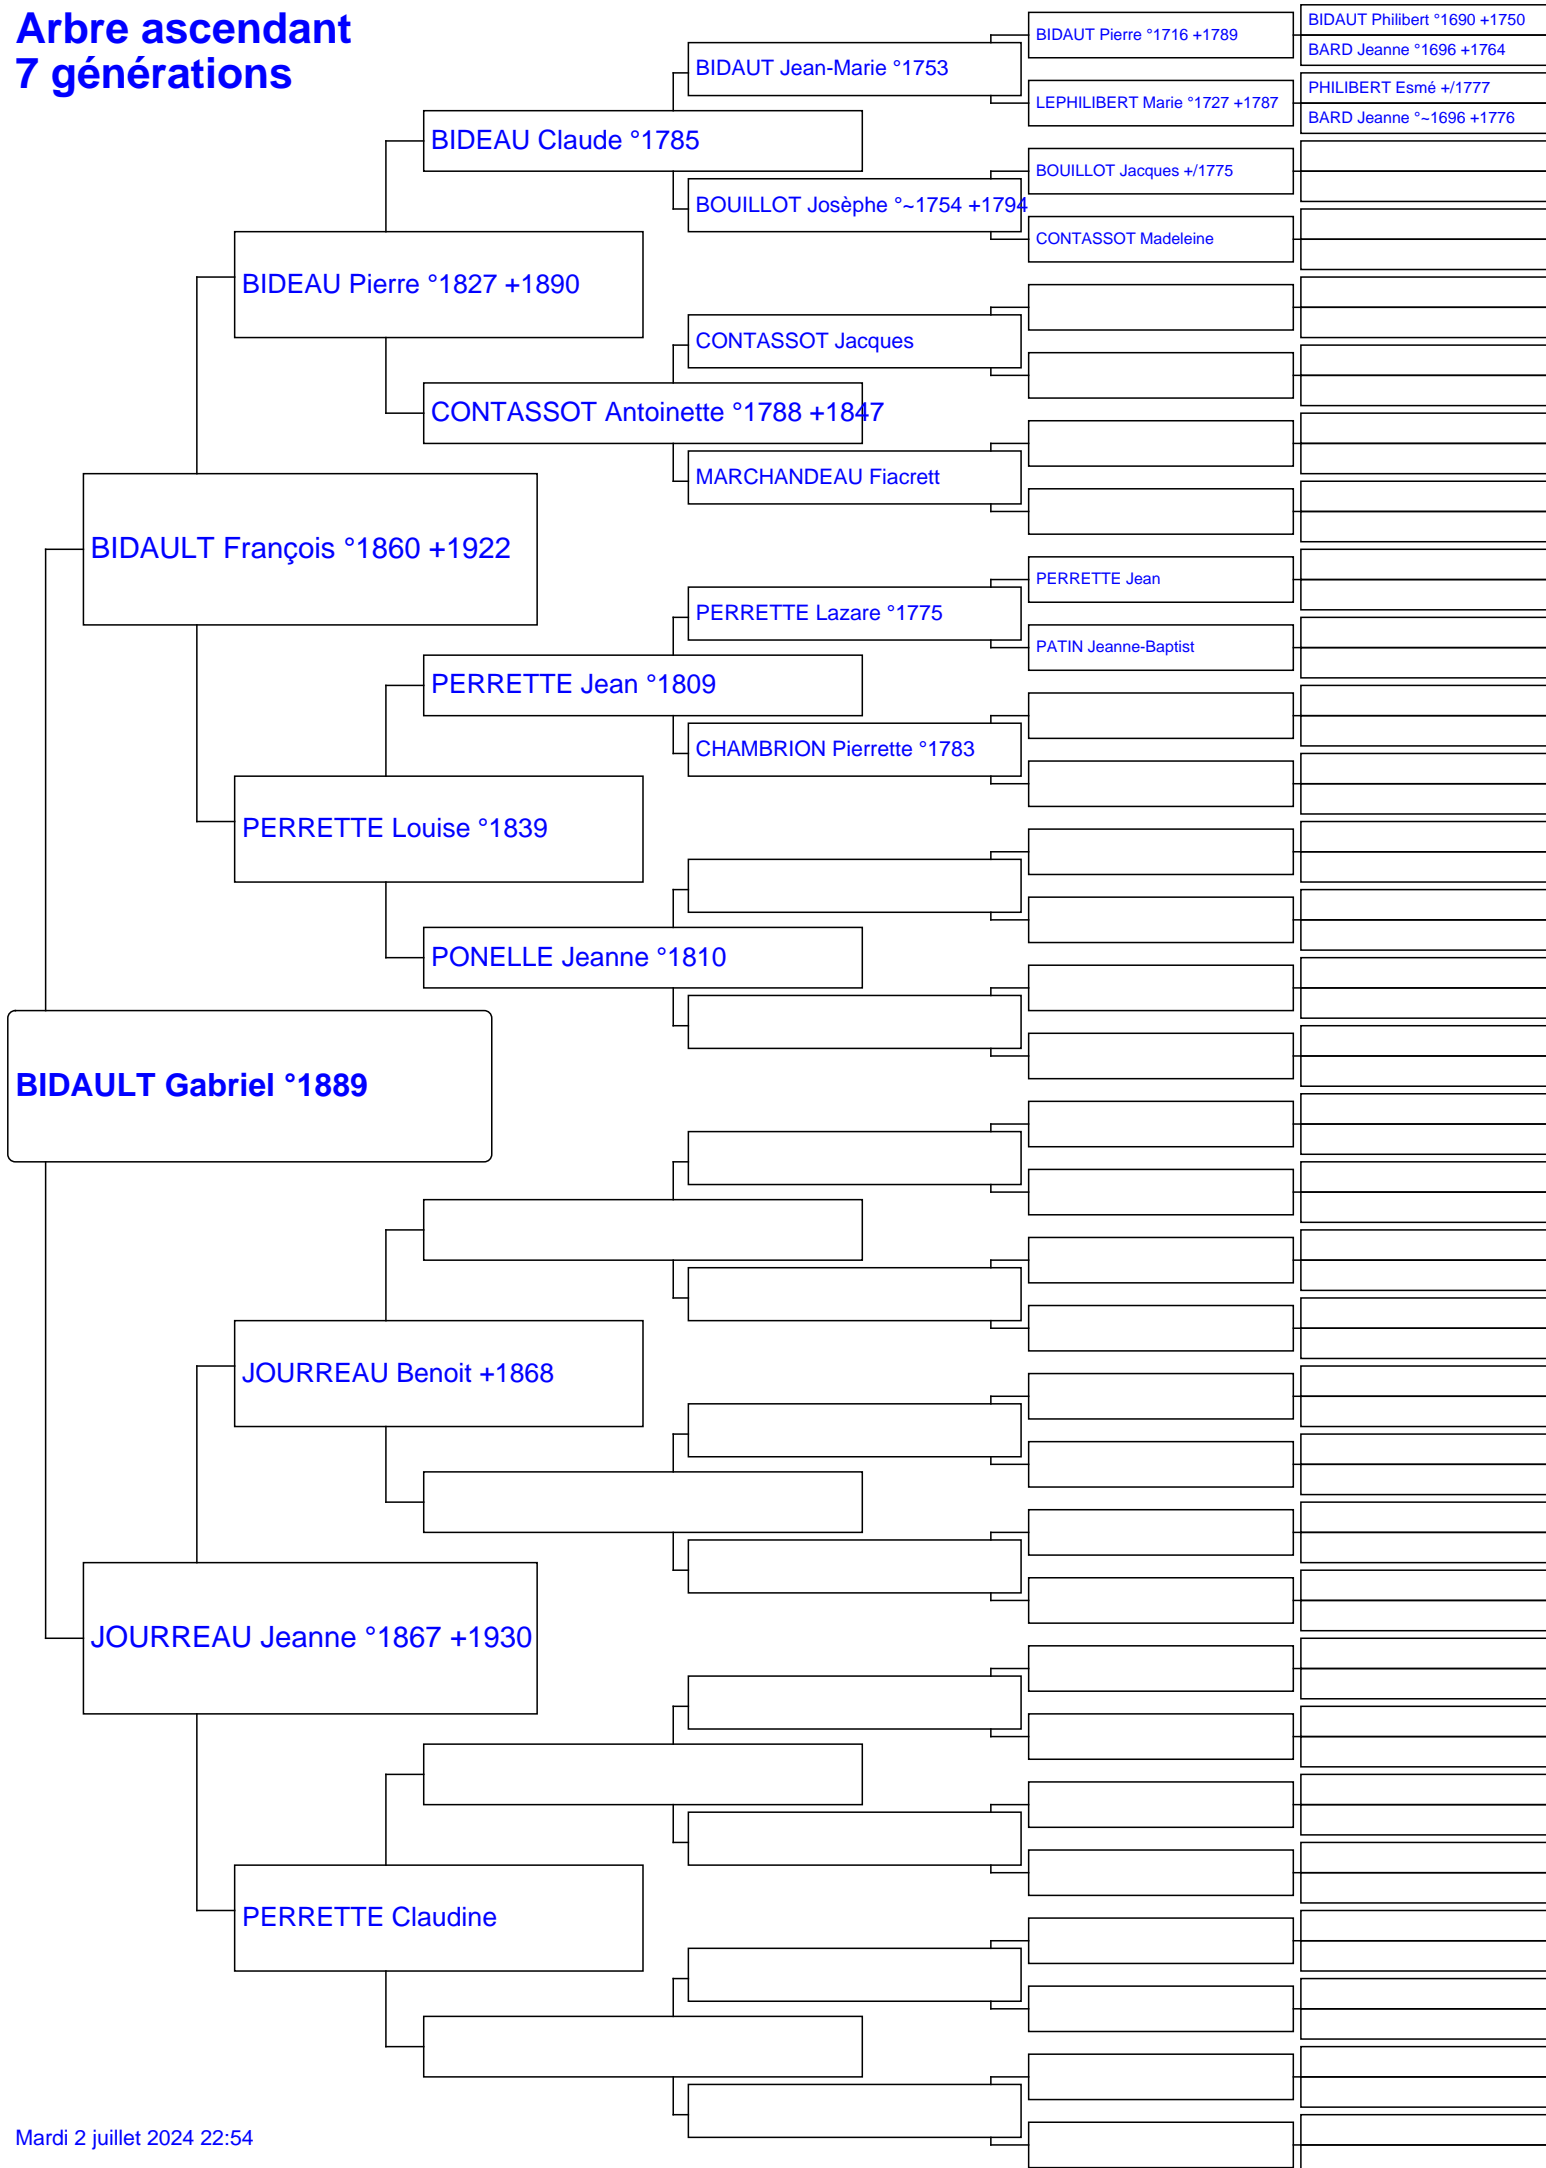 Arbre ascendant
7 générations
BIDAUT Philibert °1690 +1750
BIDAUT Pierre °1716 +1789
BARD Jeanne °1696 +1764
BIDAUT Jean-Marie °1753
PHILIBERT Esmé +/1777
LEPHILIBERT Marie °1727 +1787
BARD Jeanne °~1696 +1776
BIDEAU Claude °1785
BOUILLOT Jacques +/1775
BOUILLOT Josèphe °~1754 +1794
CONTASSOT Madeleine
BIDEAU Pierre °1827 +1890
CONTASSOT Jacques
CONTASSOT Antoinette °1788 +1847
MARCHANDEAU Fiacrett
BIDAULT François °1860 +1922
PERRETTE Jean
PERRETTE Lazare °1775
PATIN Jeanne-Baptist
PERRETTE Jean °1809
CHAMBRION Pierrette °1783
PERRETTE Louise °1839
PONELLE Jeanne °1810
BIDAULT Gabriel °1889
JOURREAU Benoit +1868
JOURREAU Jeanne °1867 +1930
PERRETTE Claudine
Mardi 2 juillet 2024 22:54